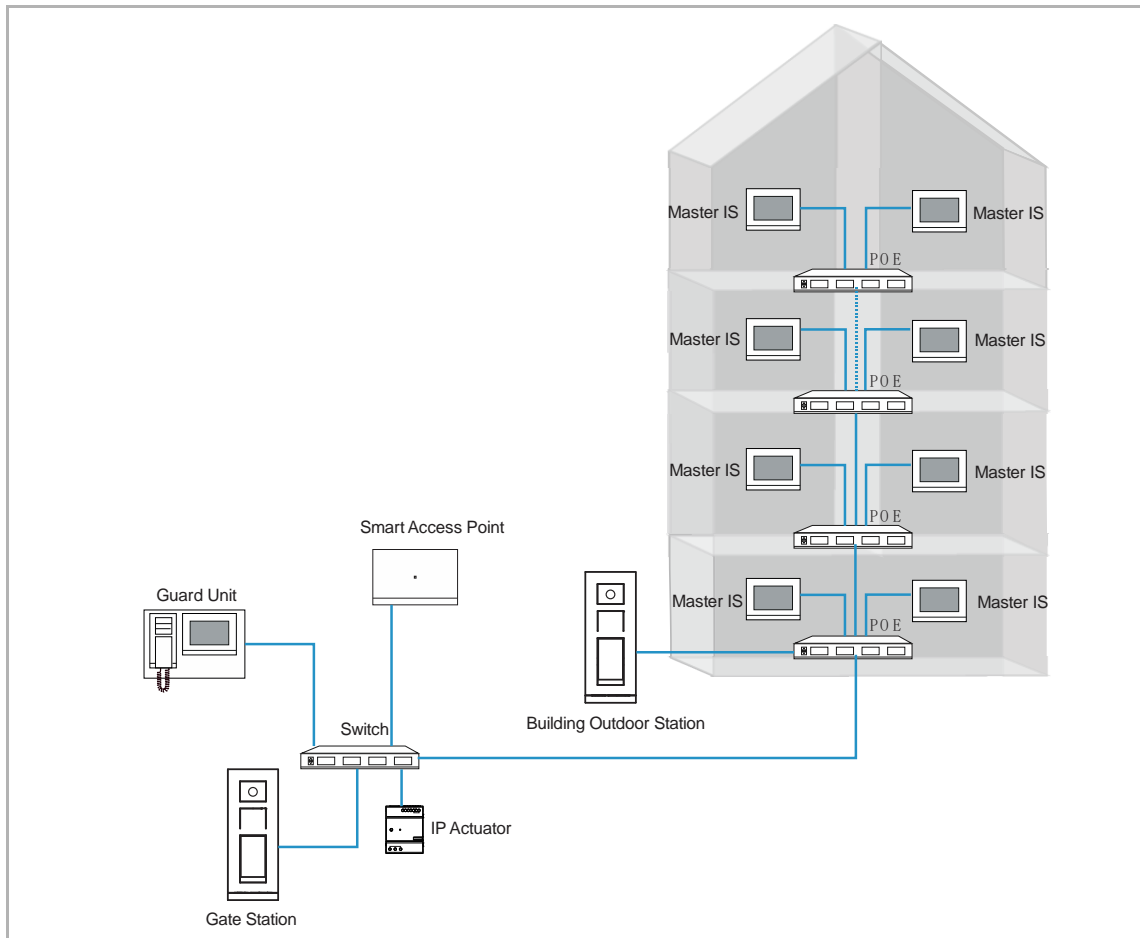 Master IS
Master IS
POE
Master IS
Master IS
POE
Master IS
Master IS
POE
Smart Access Point
Guard Unit
Master IS
Master IS
POE
Building Outdoor Station
Switch
IP Actuator
Gate Station